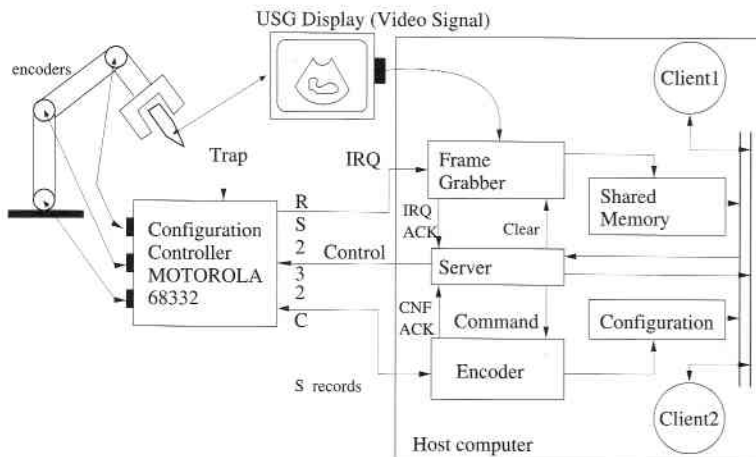 USG Display (Video Signal)
encoders
Client1
Trap
IRQ
Frame
Grabber
Shared
Memory
R
S
2
3
2
C
IRQ
ACK
Clear
Configuration
Controller
MOTOROLA
68332
Control
Server
CNF
ACK
Command
Configuration
Encoder
S records
Client2
Host computer